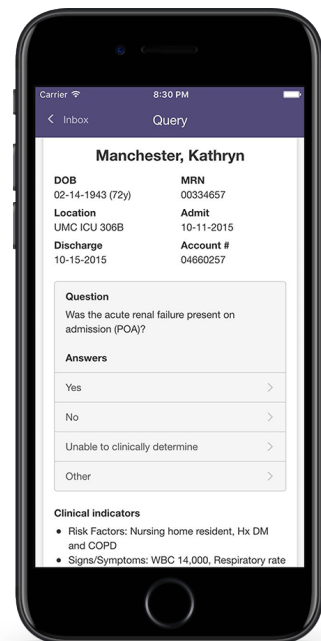 Carrier 8:30 PM
Inbox Query
Manchester, Kathryn
DOB MRN
02-14-1943 (72y) 00334657
Location Admit
UMC ICU 306B 10-11-2015
Discharge Account #
10-15-2015 04660257
Question
Was the acute renal failure present on
admission (POA)?
Answers
Yes
No
Unable to clinically determine
Other
Clinical indicators
• Risk Factors: Nursing home resident, Hx DM
and COPD
• Signs/Symptoms: WBC 14,000, Respiratory rate